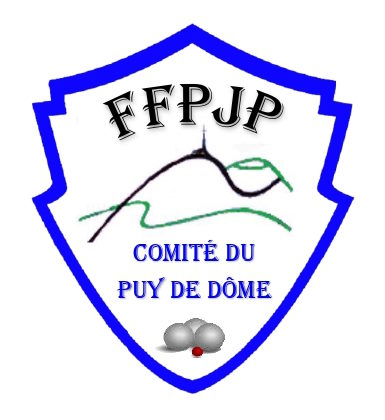 FFPJP
COMITÉ DU
PUY DE DÔME